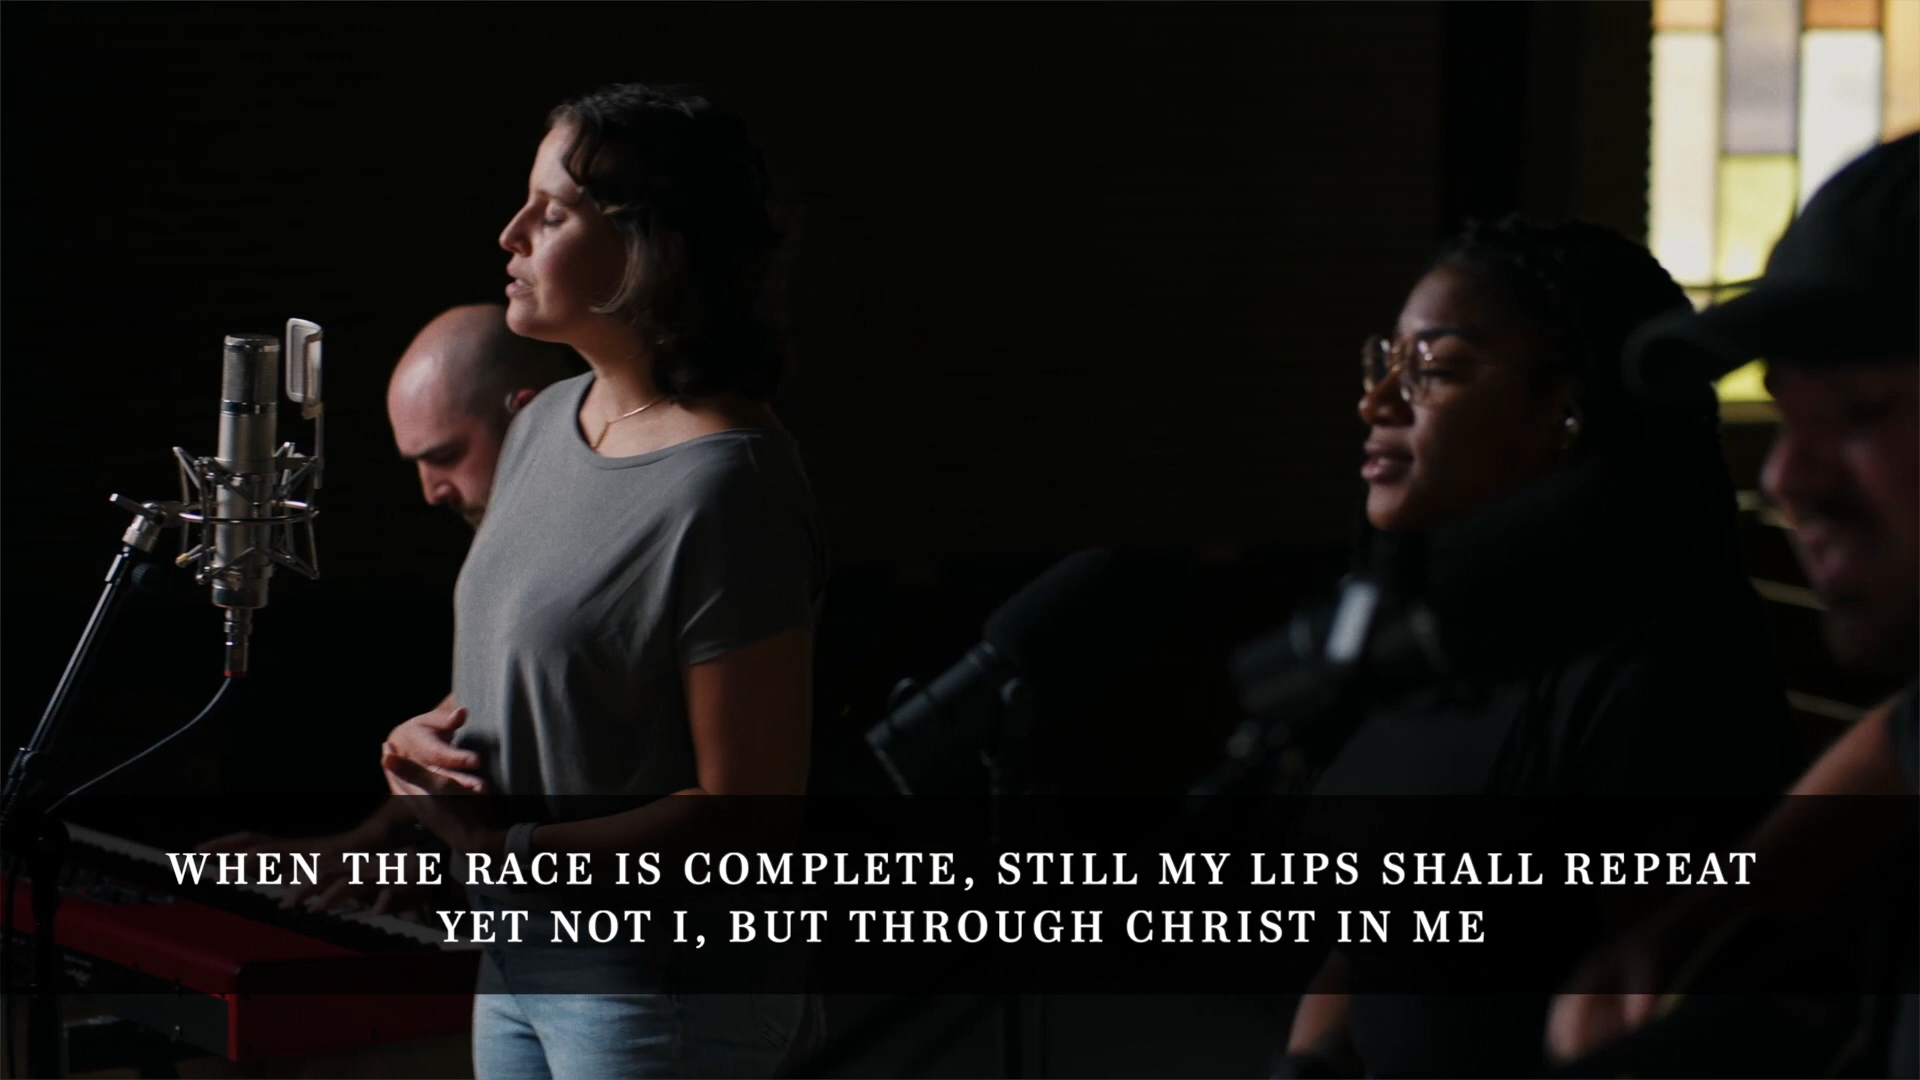 WHEN THE RACE IS COMPLETE, STILL MY LIPS SHALL REPEAT
YET NOT I, BUT THROUGH CHRIST IN ME